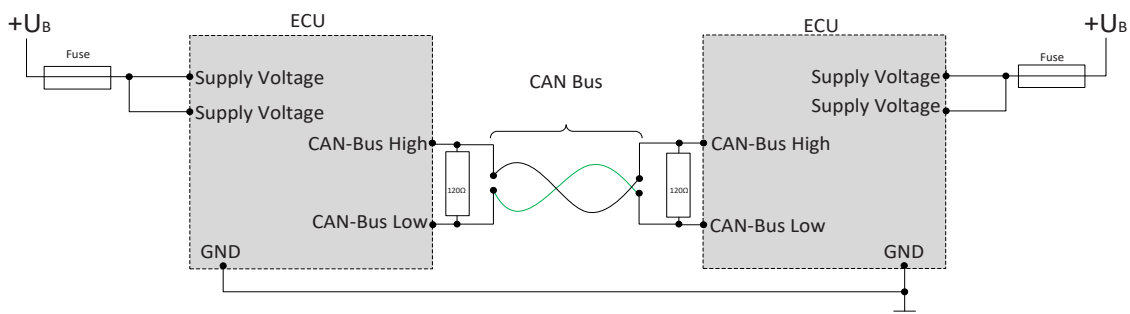 ECU
ECU
+UB
+UB
Fuse
Fuse
Supply Voltage
Supply Voltage
Supply Voltage
Supply Voltage
CAN Bus
CAN-Bus High
CAN-Bus High
120Ω
120Ω
CAN-Bus Low
CAN-Bus Low
GND
GND